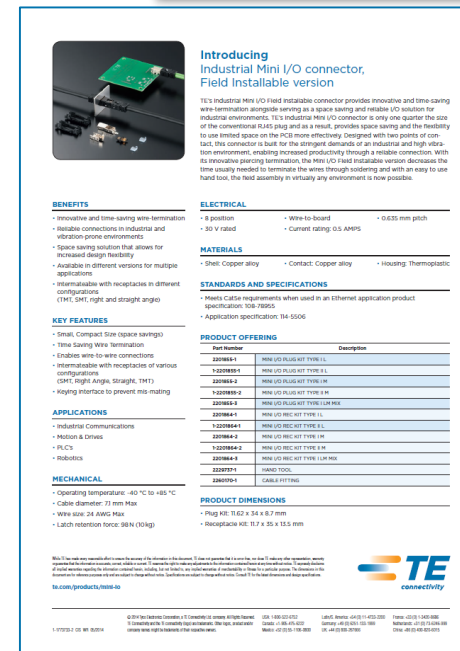 Introducing
Industrial Mini I/O connector,
Field Installable version
TE's Industrial Mini I/O Field installable connector provides innovative and time-saving
wire-termination alongside serving as a space saving and reliable I/O solution for
industrial environments. TE's Industrial Mini I/O connector is only one quarter the size
of the conventional RJ45 plug and as a result, provides space saving and the flexibility
to use limited space on the PCB more effectively. Designed with two points of con-
tact, this connector is built for the stringent demands of an industrial and high vibra-
tion environment, enabling increased productivity through a reliable connection. With
its innovative piercing termination, the Mini I/O Field Installable version decreases the
time usually needed to terminate the wires through soldering and with an easy to use
hand tool, the field assembly in virtually any environment is now possible.
BENEFITS
• Innovative and time-saving wire-termination
• Reliable connections in industrial and
vibration-prone environments
• Space saving solution that allows for
increased design flexibility
• Available in different versions for multiple
applications
• Intermateable with receptacles in different
configurations
(TMT, SMT, right and straight angle)
KEY FEATURES
• Small, Compact Size (space savings)
• Time Saving Wire Termination
• Enables wire-to-wire connections
• Intermateable with receptacles of various
configurations
(SMT, Right Angle, Straight, TMT)
• Keying interface to prevent mis-mating
APPLICATIONS
• Industrial Communications
• Motion & Drives
• PLC's
• Robotics
MECHANICAL
• Operating temperature: -40 °C to +85 °C
• Cable diameter: 7.1 mm Max
• Wire size: 24 AWG Max
• Latch retention force: 98N (10kg)
ELECTRICAL
• 8 position • Wire-to-board • 0.635 mm pitch
• 30 V rated • Current rating: 0.5 AMPS
MATERIALS
• Shell: Copper alloy • Contact: Copper alloy • Housing: Thermoplastic
STANDARDS AND SPECIFICATIONS
• Meets Cat5e requirements when used in an Ethernet application product
specification: 108-78955
• Application specification: 114-5506
PRODUCT OFFERING
Part Number Description
2201855-1 MINI I/O PLUG KIT TYPE I L
1-2201855-1 MINI I/O PLUG KIT TYPE II L
2201855-2 MINI I/O PLUG KIT TYPE I M
1-2201855-2 MINI I/O PLUG KIT TYPE II M
2201855-3 MINI I/O PLUG KIT TYPE I LM MIX
2201864-1 MINI I/O REC KIT TYPE I L
1-2201864-1 MINI I/O REC KIT TYPE II L
2201864-2 MINI I/O REC KIT TYPE I M
1-2201864-2 MINI I/O REC KIT TYPE II M
2201864-3 MINI I/O REC KIT TYPE I LM MIX
2229737-1 HAND TOOL
2260170-1 CABLE FITTING
PRODUCT DIMENSIONS
• Plug Kit: 11.62 x 34 x 8.7 mm
• Receptacle Kit: 11.7 x 35 x 13.5 mm
te.com/products/mini-io
TE
connectivity